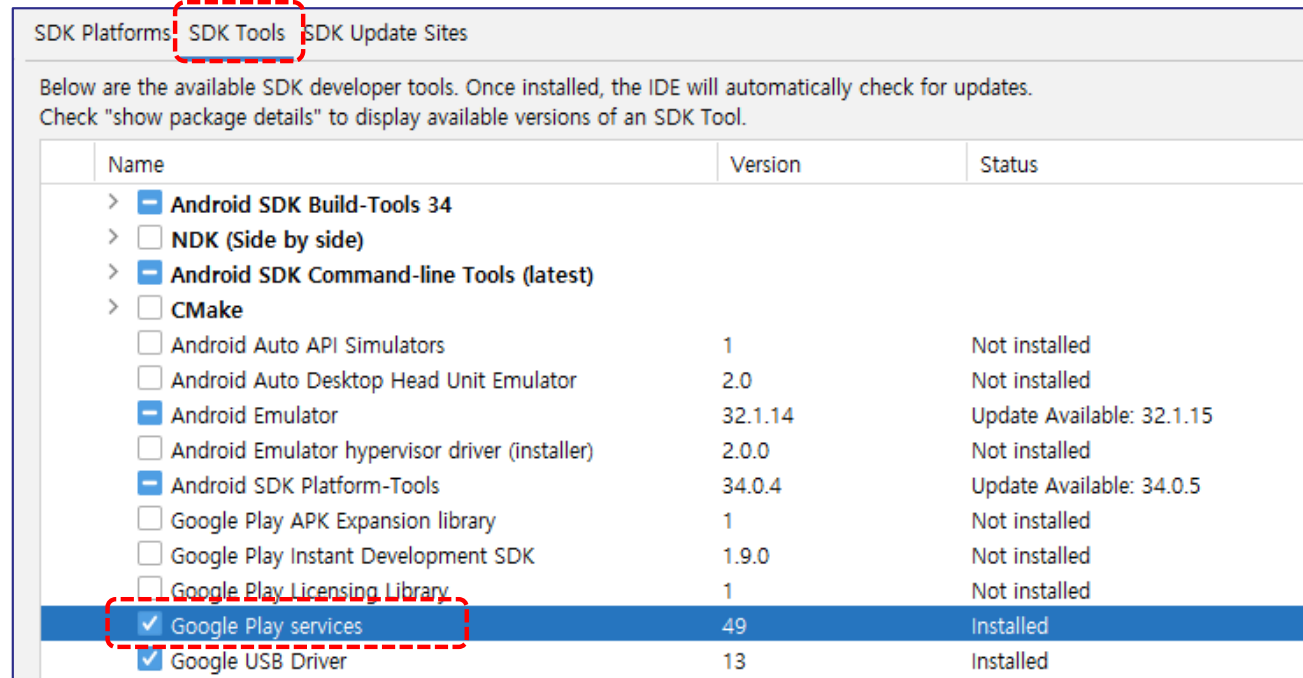 SDK Platforms SDK Tools SDK Update Sites
Below are the available SDK developer tools. Once installed, the IDE will automatically check for updates.
Check "show package details" to display available versions of an SDK Tool.
Name Version Status
Android SDK Build-Tools 34
NDK (Side by side)
Android SDK Command-line Tools (latest)
CMake
Android Auto API Simulators 1 Not installed
Android Auto Desktop Head Unit Emulator 2.0 Not installed
Android Emulator 32.1.14 Update Available: 32.1.15
Android Emulator hypervisor driver (installer) 2.0.0 Not installed
Android SDK Platform-Tools 34.0.4 Update Available: 34.0.5
Google Play APK Expansion library 1 Not installed
Google Play Instant Development SDK 1.9.0 Not installed
Google Play Licensing Library 1 Not installed
Google Play services 49 Installed
Google USB Driver 13 Installed